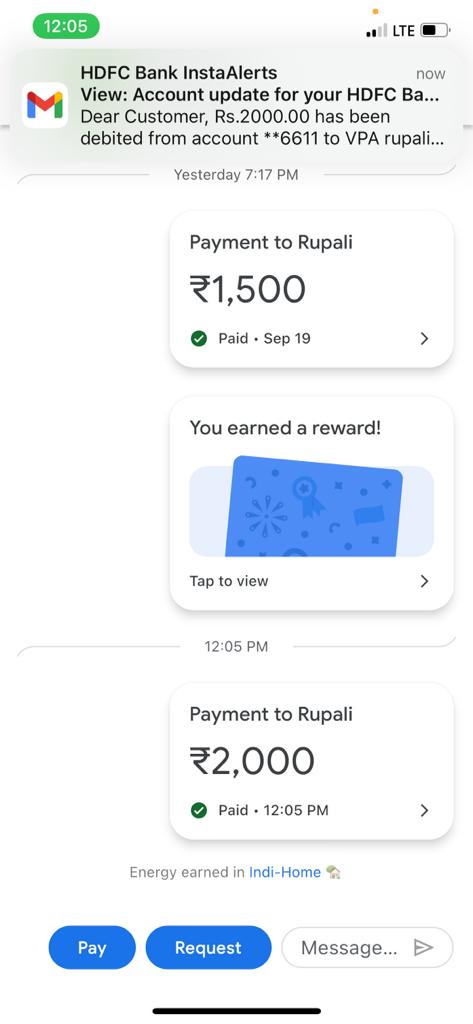 12:05
LTE
HDFC Bank InstaAlerts
now
View: Account update for your HDFC Ba...
Dear Customer, Rs.2000.00 has been
debited from account **6611 to VPA rupali...
Yesterday 7:17 PM
Payment to Rupali
₹1,500
Paid • Sep 19
You earned a reward!
Tap to view
12:05 PM
Payment to Rupali
₹2,000
Paid • 12:05 PM
Energy earned in Indi-Home 🏡
Pay
Request
Message...